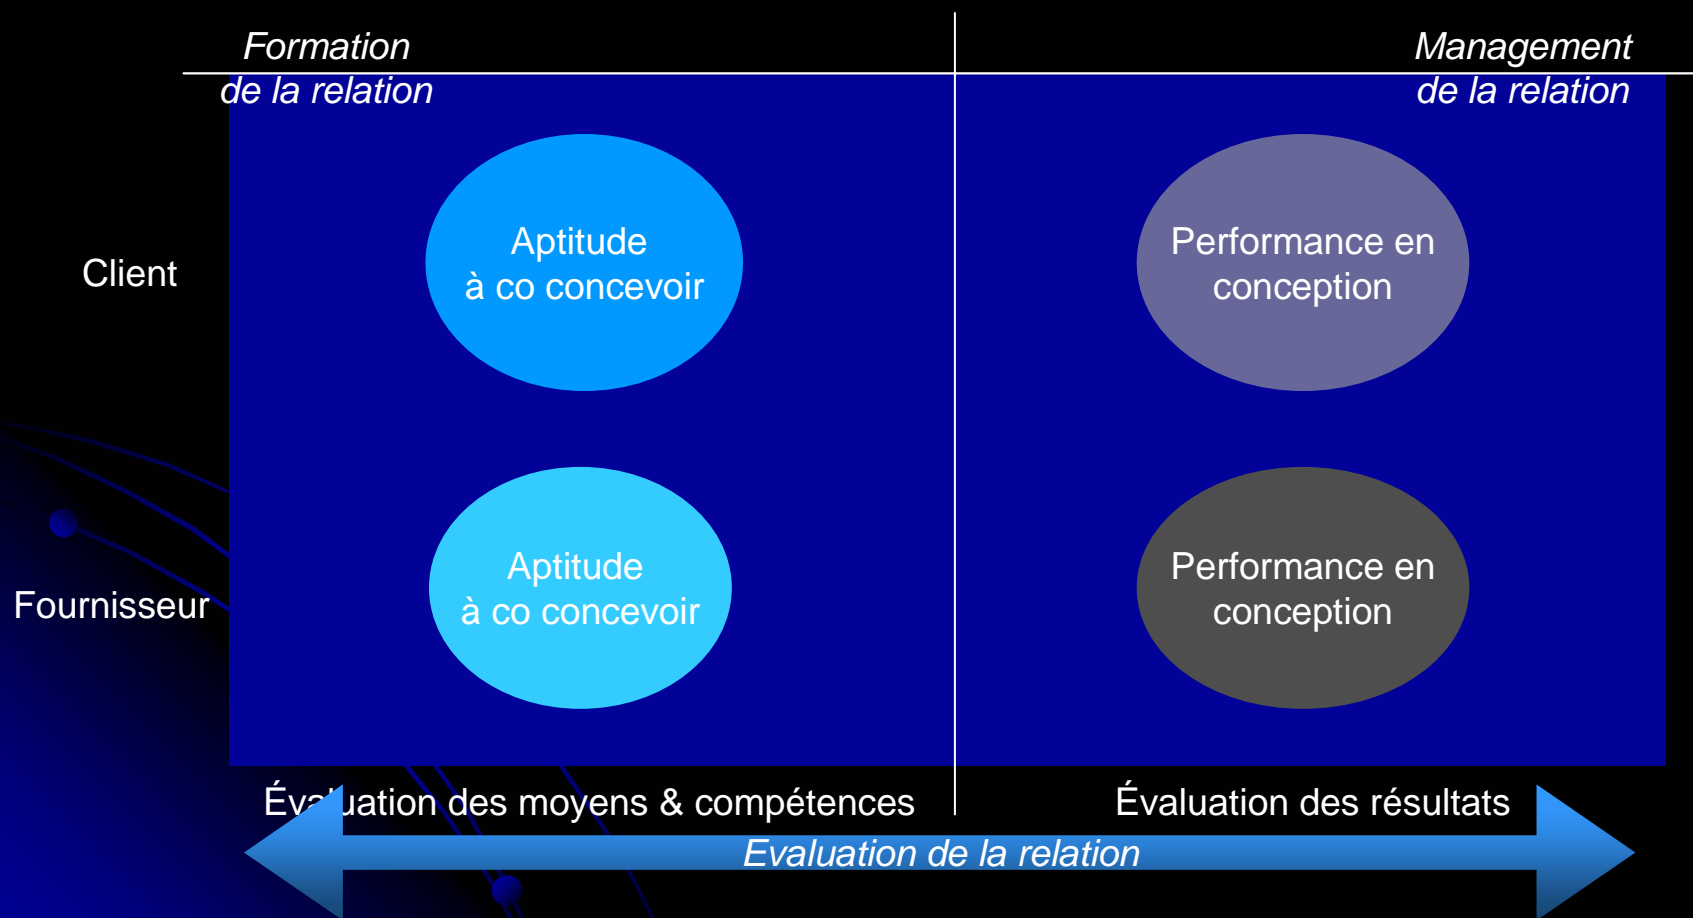 Formation
de la relation
Management
de la relation
Client
Aptitude
à co concevoir
Performance en
conception
Fournisseur
Aptitude
à co concevoir
Performance en
conception
Évaluation des moyens & compétences
Évaluation des résultats
Evaluation de la relation